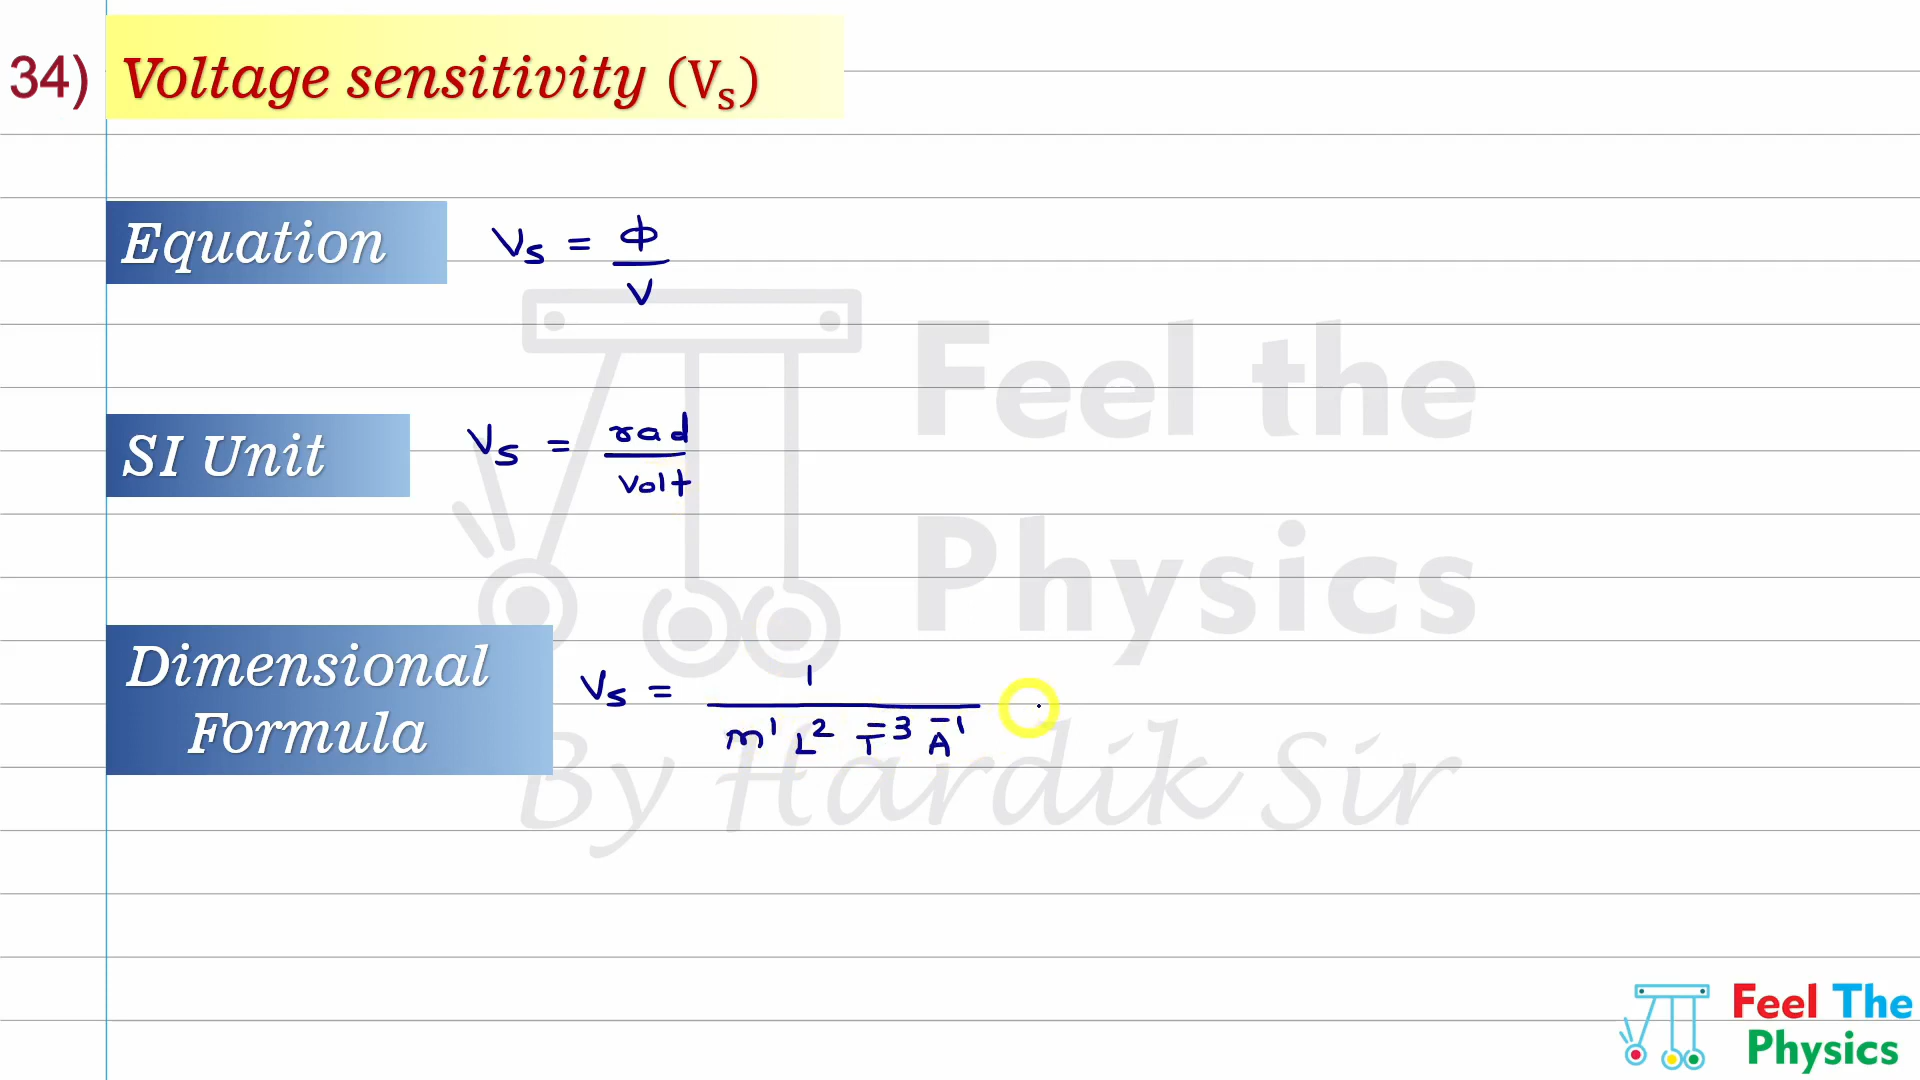 34) Voltage sensitivity (Vₛ)
Equation
Vₛ = Φ / V
SI Unit
Vₛ = rad / volt
Dimensional
Formula
Vₛ = 1 / m¹ L² T⁻³ A⁻¹
Feel the
Physics
By Hardik Sir
Feel The
Physics